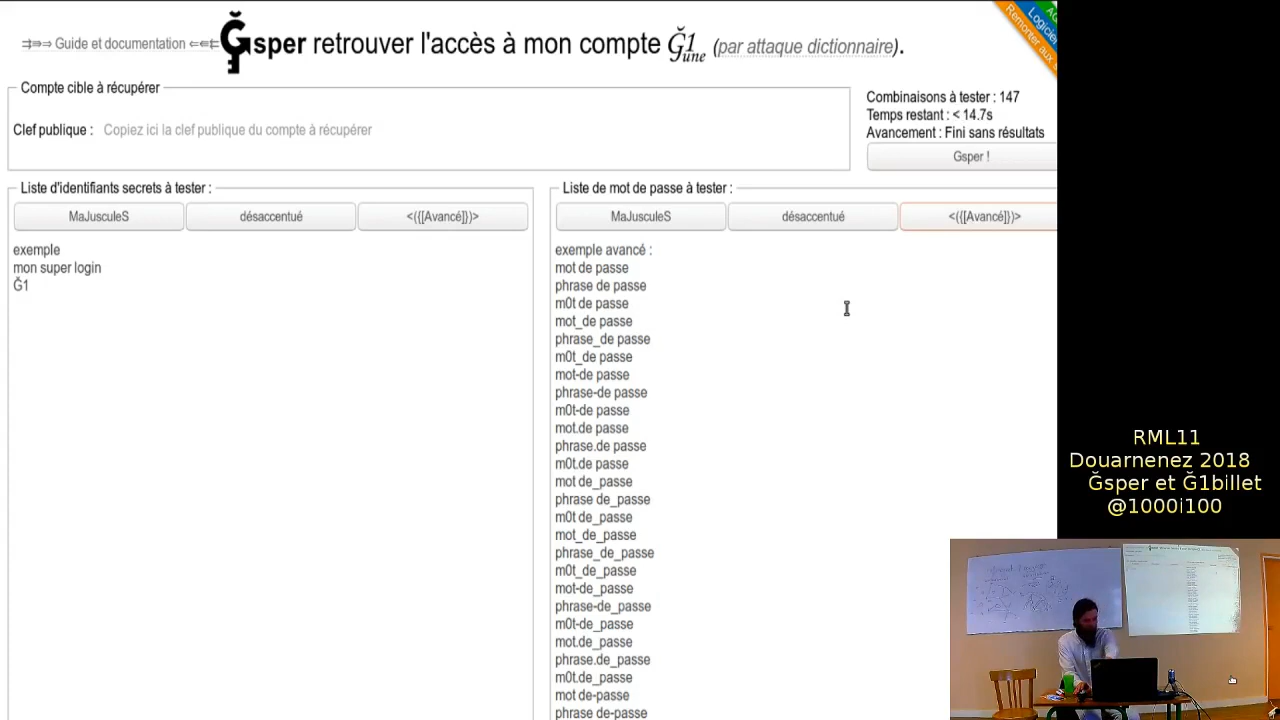 ⇉⇛⇒ Guide et documentation ⇐⇚⇇
Ğsper retrouver l'accès à mon compte Ğ1une (par attaque dictionnaire).
Remonter aux
Logiciel
Compte cible à récupérer
Clef publique : Copiez ici la clef publique du compte à récupérer
Combinaisons à tester : 147
Temps restant : < 14.7s
Avancement : Fini sans résultats
Gsper !
Liste d'identifiants secrets à tester :
MaJusculeS
désaccentué
<({[Avancé]})>
exemple
mon super login
Ğ1
Liste de mot de passe à tester :
MaJusculeS
désaccentué
<({[Avancé]})>
exemple avancé :
mot de passe
phrase de passe
m0t de passe
mot_de passe
phrase_de passe
m0t_de passe
mot-de passe
phrase-de passe
m0t-de passe
mot.de passe
phrase.de passe
m0t.de passe
mot de_passe
phrase de_passe
m0t de_passe
mot_de_passe
phrase_de_passe
m0t_de_passe
mot-de_passe
phrase-de_passe
m0t-de_passe
mot.de_passe
phrase.de_passe
m0t.de_passe
mot de-passe
phrase de-passe
RML11
Douarnenez 2018
Ğsper et Ğ1billet
@1000i100